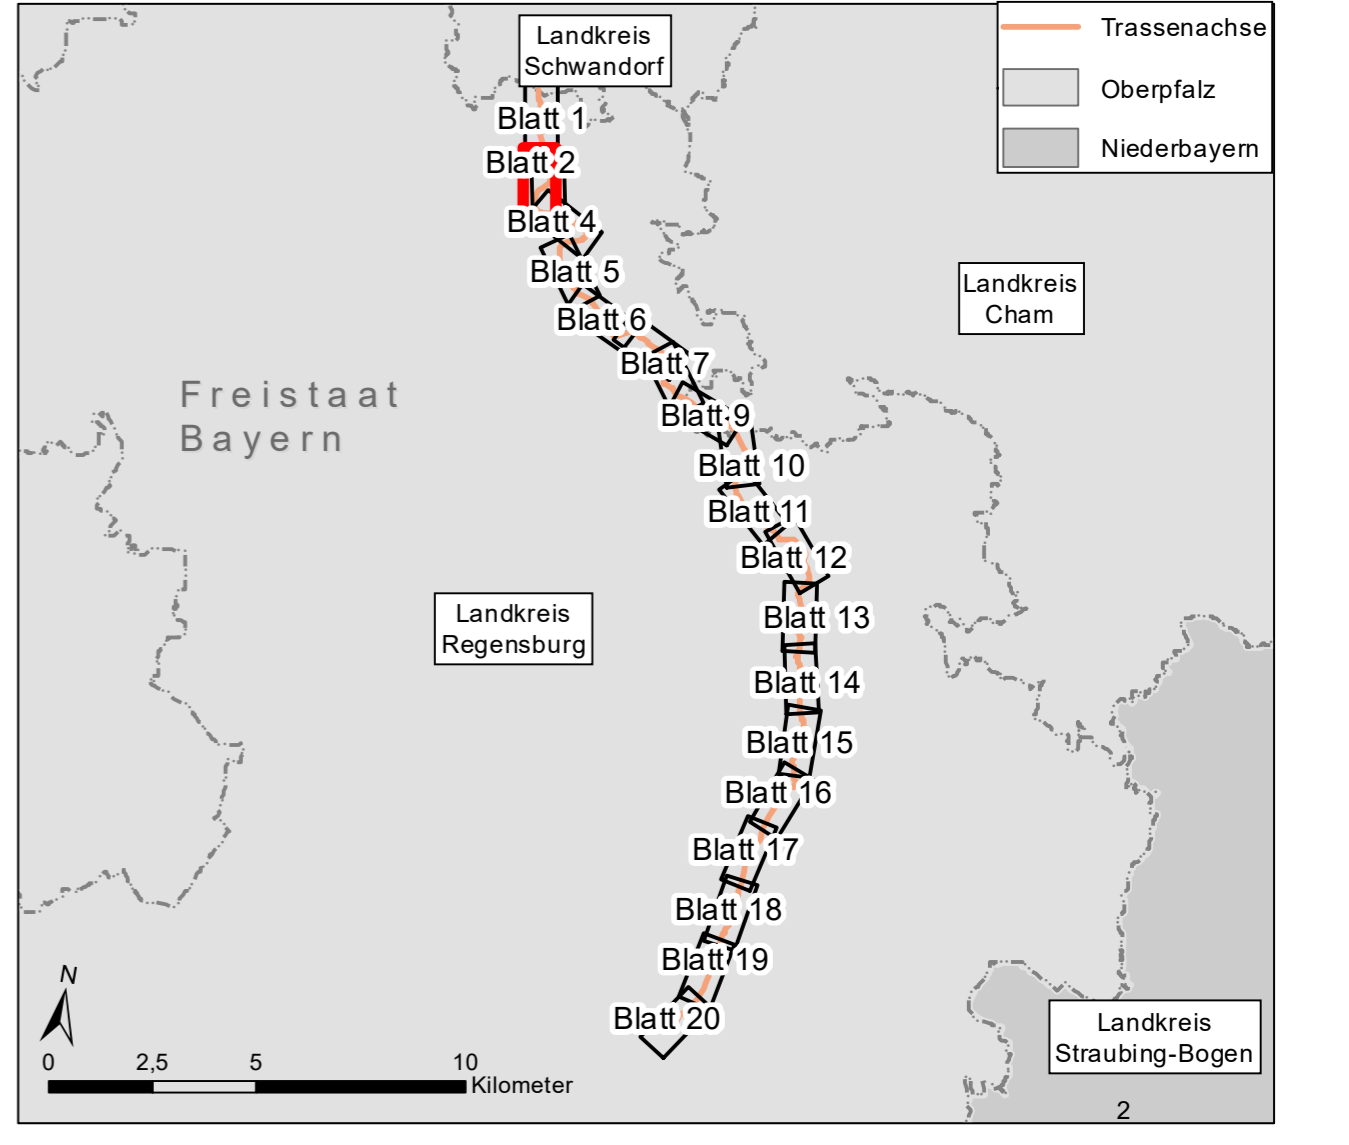 Landkreis
Schwandorf
Trassenachse
Oberpfalz
Niederbayern
Blatt 1
Blatt 2
Blatt 4
Blatt 5
Blatt 6
Blatt 7
Blatt 9
Blatt 10
Blatt 11
Blatt 12
Blatt 13
Blatt 14
Blatt 15
Blatt 16
Blatt 17
Blatt 18
Blatt 19
Blatt 20
Landkreis
Cham
Freistaat
Bayern
Landkreis
Regensburg
Landkreis
Straubing-Bogen
N
0 2,5 5 10
Kilometer
2